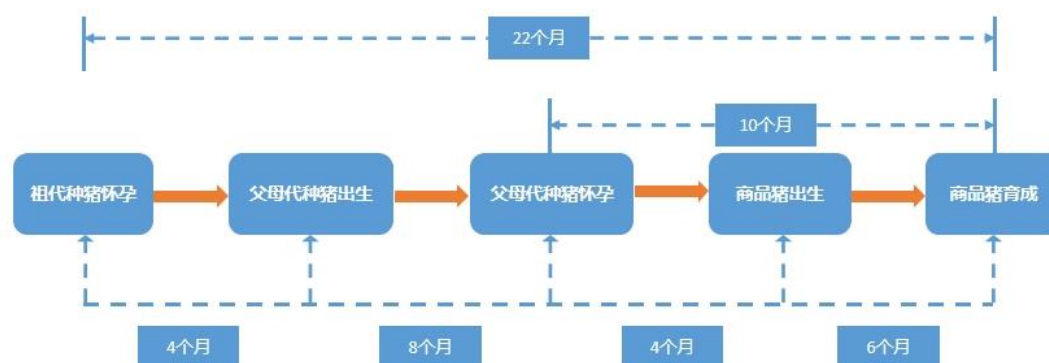 22个月
10个月
祖代种猪怀孕
父母代种猪出生
父母代种猪怀孕
商品猪出生
商品猪育成
4个月
8个月
4个月
6个月